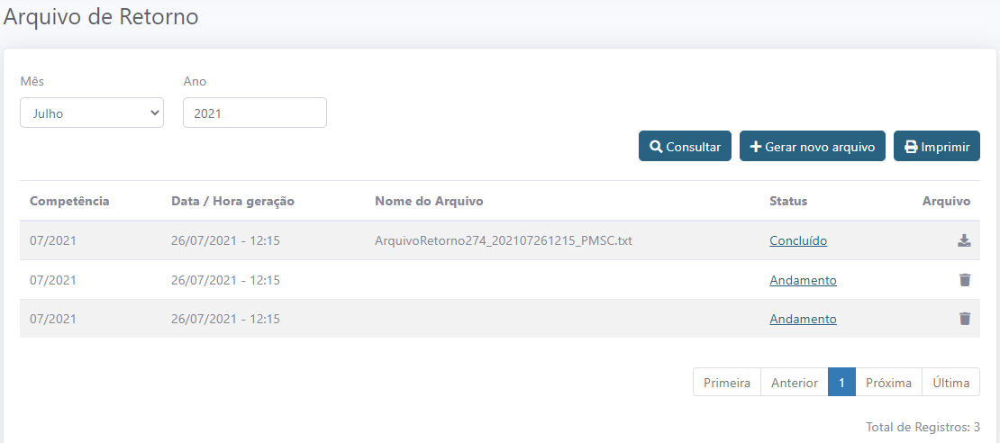 Arquivo de Retorno
Mês Ano
Julho 2021
Consultar Gerar novo arquivo Imprimir
Competência Data / Hora geração Nome do Arquivo Status Arquivo
07/2021 26/07/2021 - 12:15 ArquivoRetorno274_202107261215_PMSC.txt Concluído
07/2021 26/07/2021 - 12:15 Andamento
07/2021 26/07/2021 - 12:15 Andamento
Primeira Anterior 1 Próxima Última
Total de Registros: 3